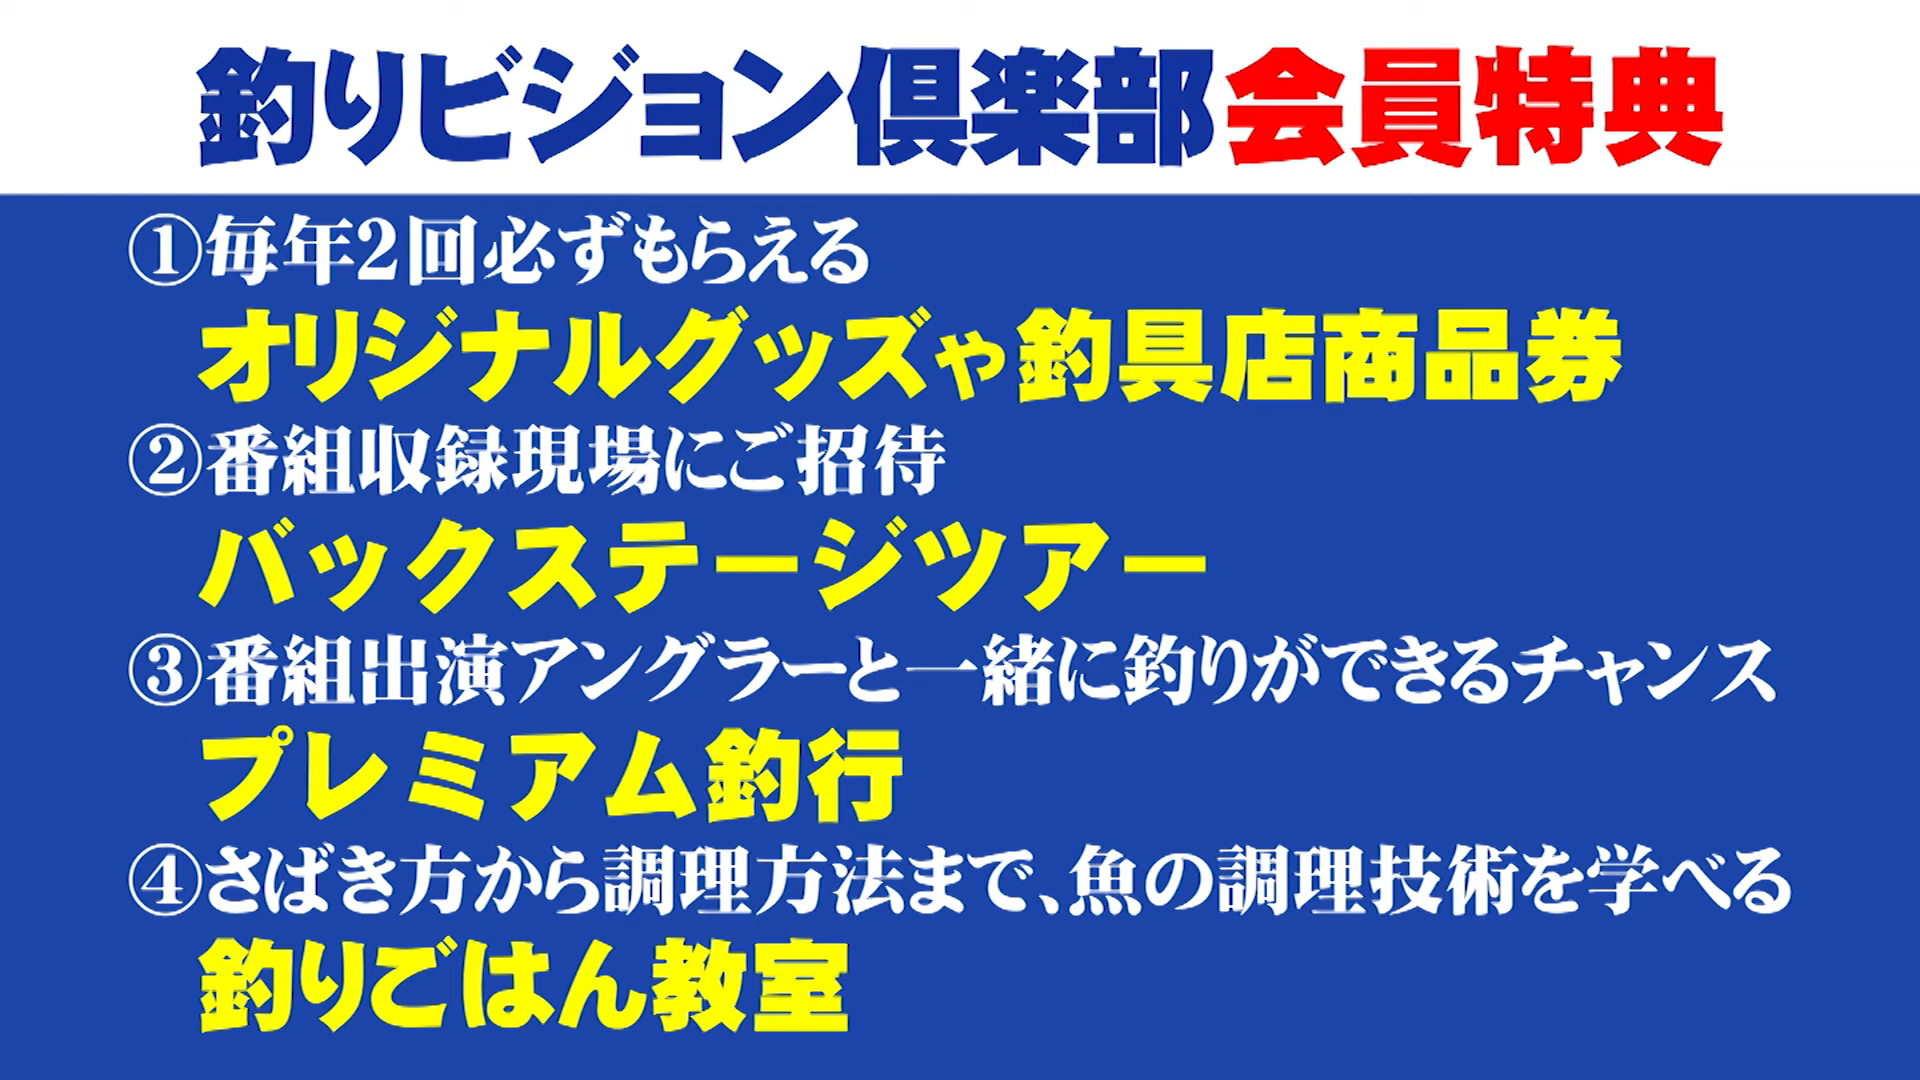 釣りビジョン倶楽部会員特典
①毎年2回必ずもらえる
オリジナルグッズや釣具店商品券
②番組収録現場にご招待
バックステージツアー
③番組出演アングラーと一緒に釣りができるチャンス
プレミアム釣行
④さばき方から調理方法まで、魚の調理技術を学べる
釣りごはん教室